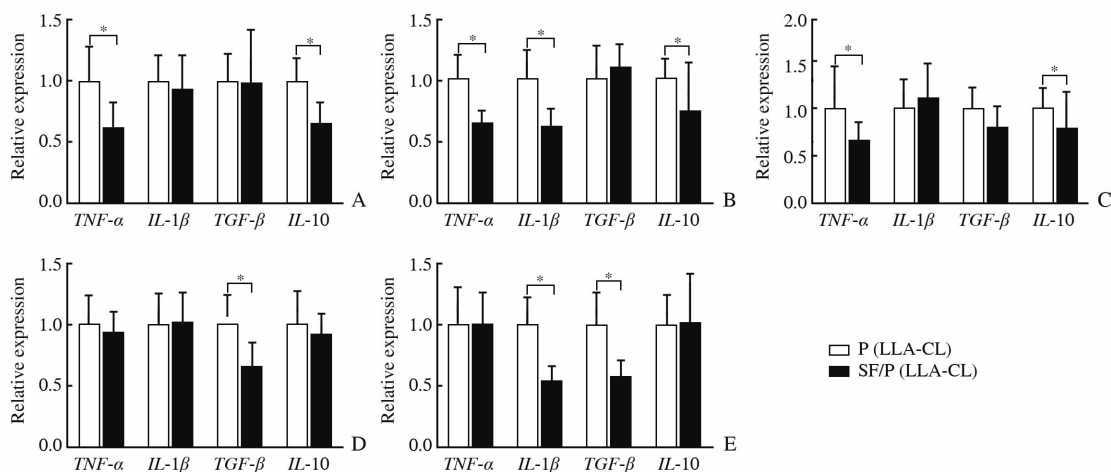 Relative expression
1.5
1.0
0.5
0.0
*
*
TNF-α IL-1β TGF-β IL-10
A
Relative expression
1.5
1.0
0.5
0.0
*
*
*
TNF-α IL-1β TGF-β IL-10
B
Relative expression
2.0
1.5
1.0
0.5
0.0
*
*
TNF-α IL-1β TGF-β IL-10
C
Relative expression
1.5
1.0
0.5
0.0
*
TNF-α IL-1β TGF-β IL-10
D
Relative expression
1.5
1.0
0.5
0.0
*
*
TNF-α IL-1β TGF-β IL-10
E
P (LLA-CL)
SF/P (LLA-CL)